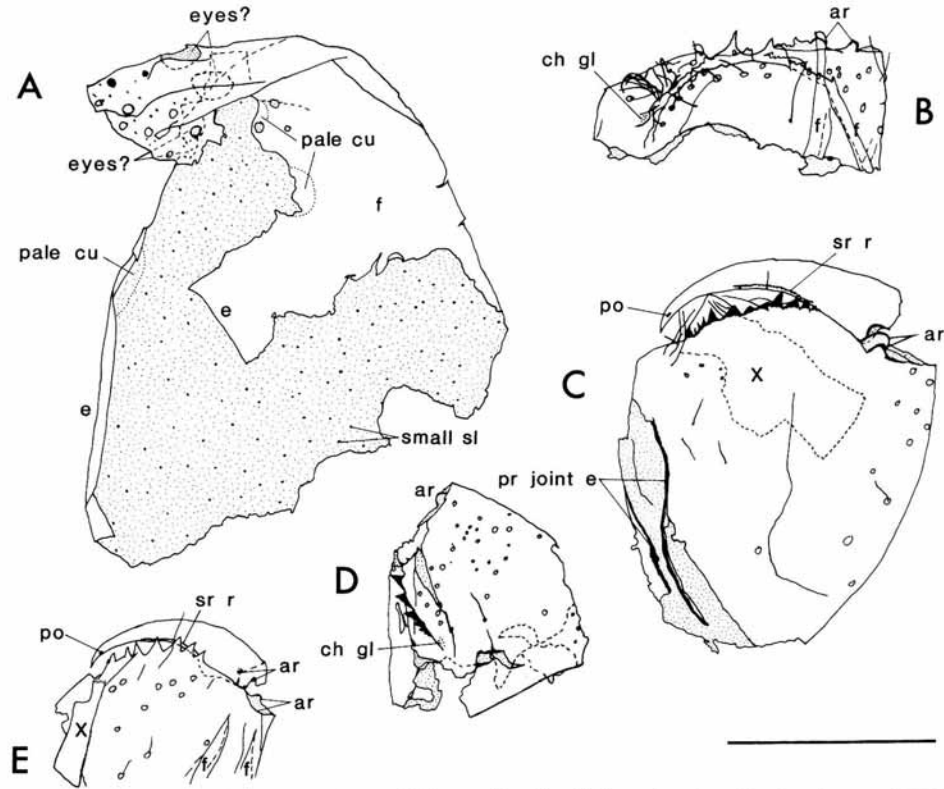 eyes?
A
eyes?
pale cu
pale cu
f
e
e
small sl
ar
ch gl
B
f
f
sr r
po
ar
C
X
pr joint e
ar
D
ch gl
sr r
po
ar
ar
X
E
f
f